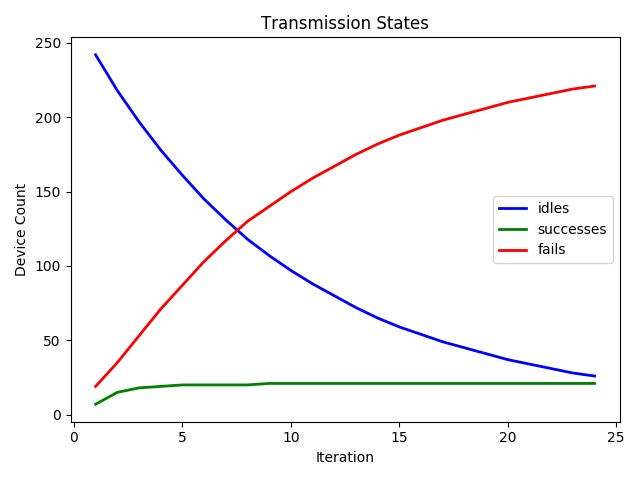 Transmission States
Device Count
250
200
150
100
50
0
idles
successes
fails
0 5 10 15 20 25
Iteration